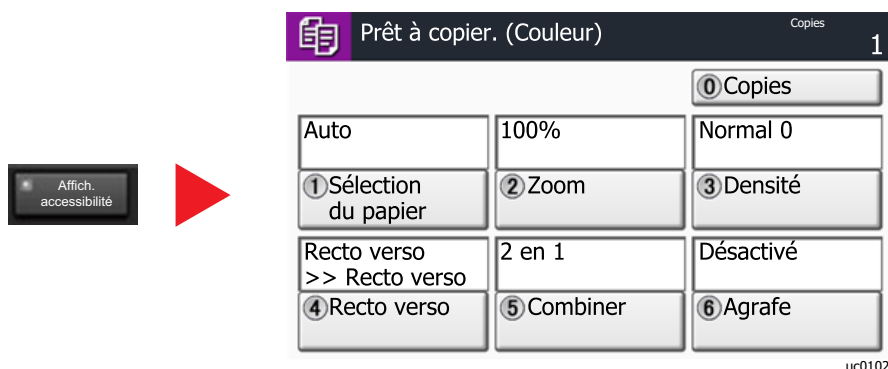 Affich.
accessibilité
Prêt à copier. (Couleur)
Copies
1
0 Copies
Auto
100%
Normal 0
1 Sélection
du papier
2 Zoom
3 Densité
Recto verso
>> Recto verso
2 en 1
Désactivé
4 Recto verso
5 Combiner
6 Agrafe
uc0102